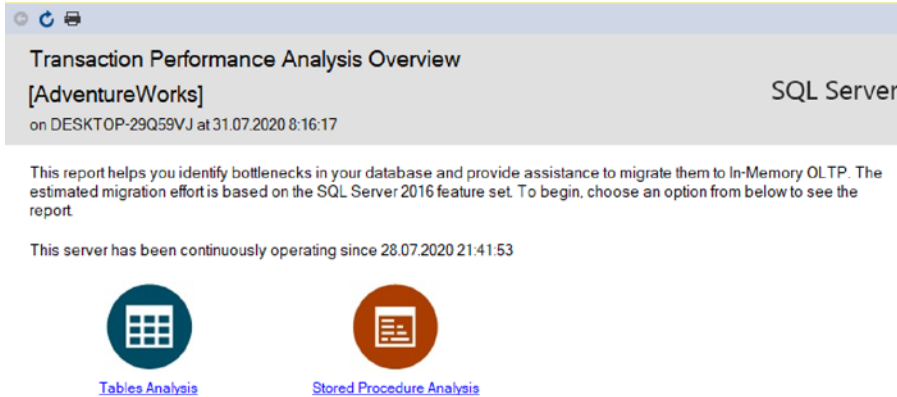 Transaction Performance Analysis Overview
[AdventureWorks]
SQL Server
on DESKTOP-29Q59VJ at 31.07.2020 8:16:17
This report helps you identify bottlenecks in your database and provide assistance to migrate them to In-Memory OLTP. The
estimated migration effort is based on the SQL Server 2016 feature set. To begin, choose an option from below to see the
report.
This server has been continuously operating since 28.07.2020 21:41:53
Tables Analysis
Stored Procedure Analysis